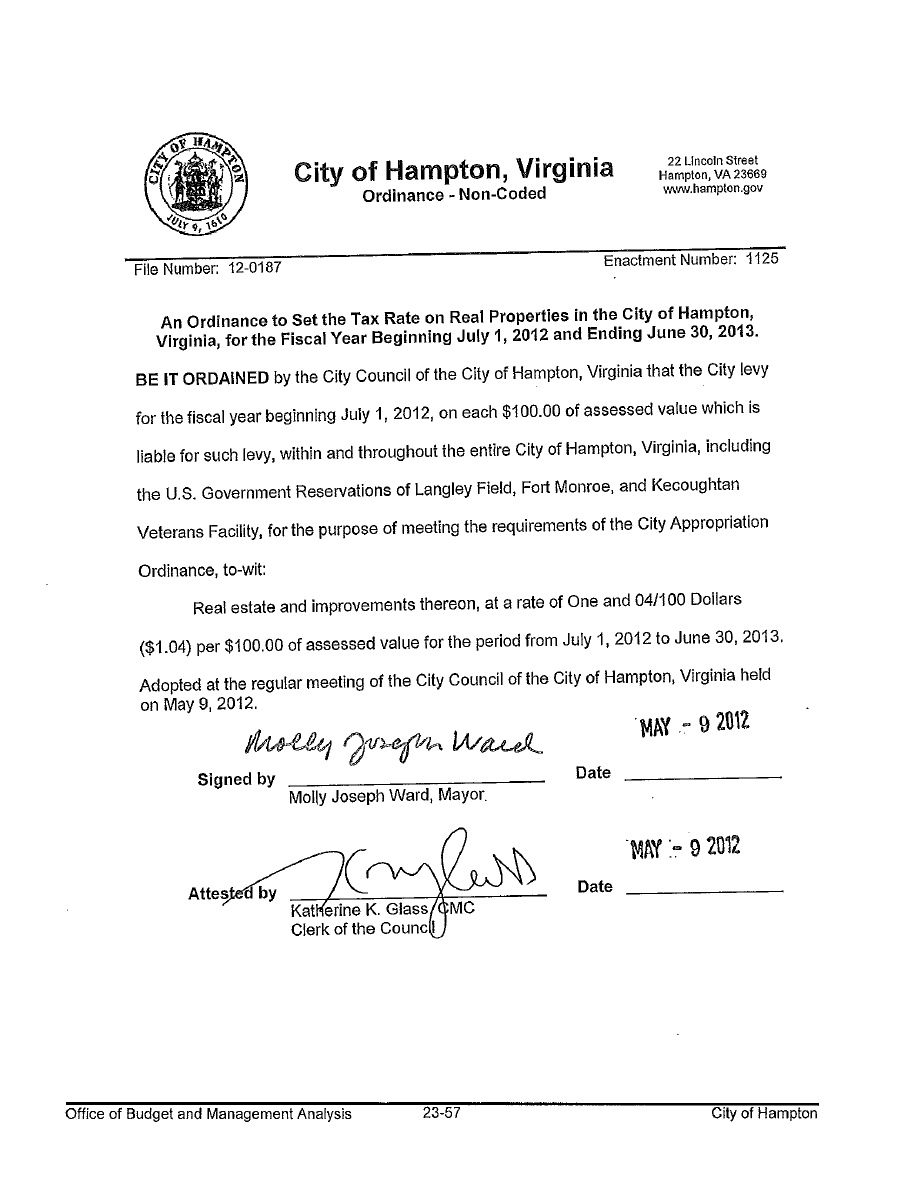 CITY OF HAMPTON
JULY 9, 1610
City of Hampton, Virginia
Ordinance - Non-Coded
22 Lincoln Street
Hampton, VA 23669
www.hampton.gov
File Number: 12-0187
Enactment Number: 1125
An Ordinance to Set the Tax Rate on Real Properties in the City of Hampton,
Virginia, for the Fiscal Year Beginning July 1, 2012 and Ending June 30, 2013.
BE IT ORDAINED by the City Council of the City of Hampton, Virginia that the City levy
for the fiscal year beginning July 1, 2012, on each $100.00 of assessed value which is
liable for such levy, within and throughout the entire City of Hampton, Virginia, including
the U.S. Government Reservations of Langley Field, Fort Monroe, and Kecoughtan
Veterans Facility, for the purpose of meeting the requirements of the City Appropriation
Ordinance, to-wit:
Real estate and improvements thereon, at a rate of One and 04/100 Dollars
($1.04) per $100.00 of assessed value for the period from July 1, 2012 to June 30, 2013.
Adopted at the regular meeting of the City Council of the City of Hampton, Virginia held
on May 9, 2012.
Molly Joseph Ward
MAY - 9 2012
Signed by
Date
Molly Joseph Ward, Mayor
KKGlass
MAY - 9 2012
Attested by
Date
Katherine K. Glass, CMC
Clerk of the Council
Office of Budget and Management Analysis
23-57
City of Hampton